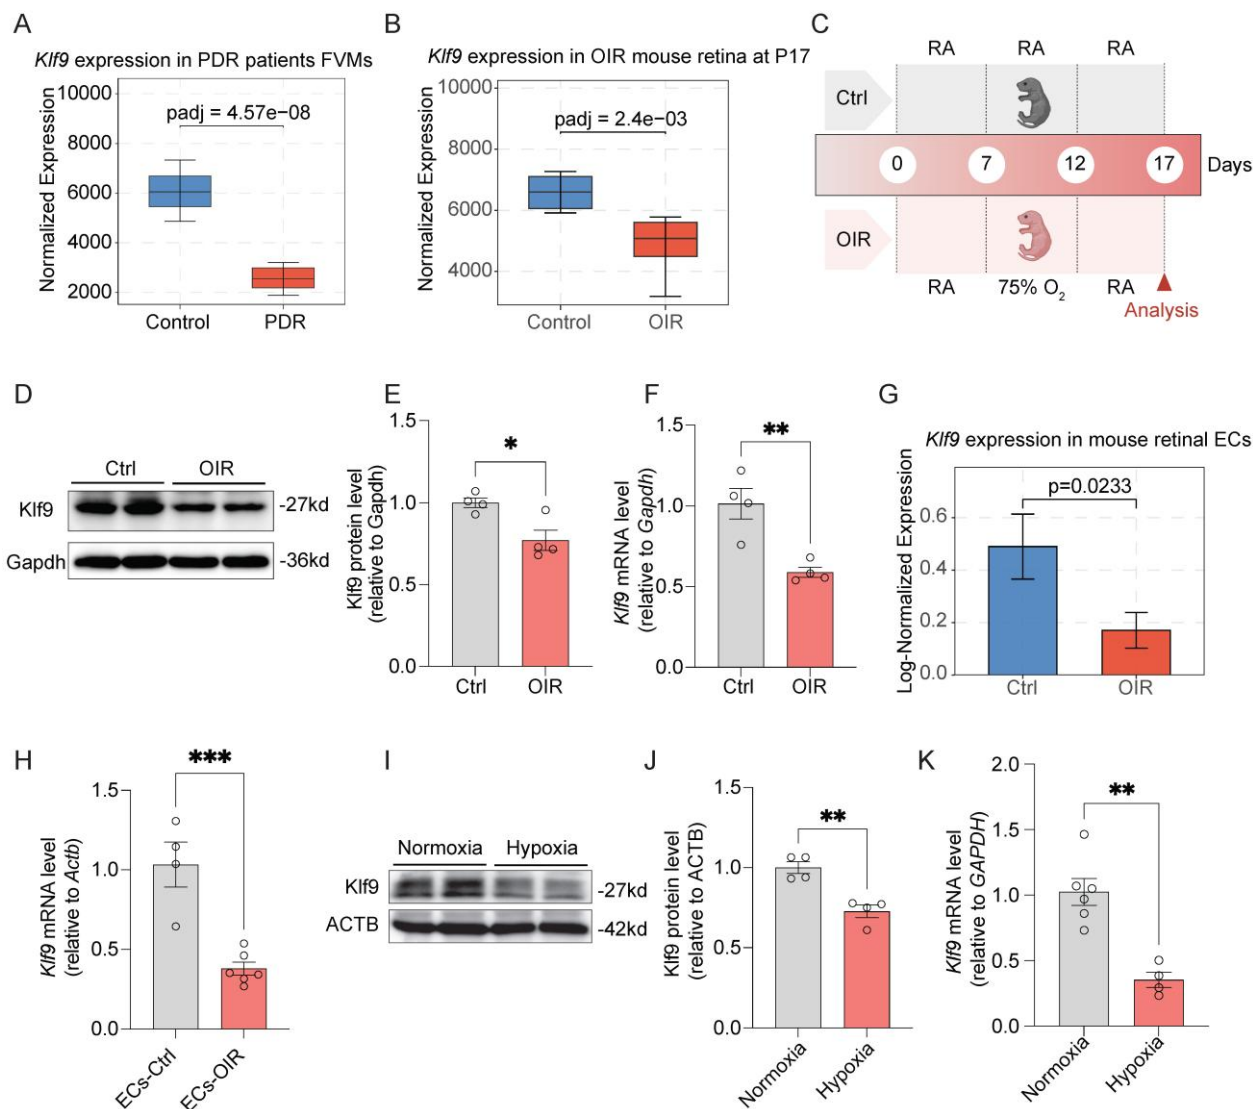 A
Klf9 expression in PDR patients FVMs
Normalized Expression
10000
8000
6000
4000
2000
padj = 4.57e−08
Control
PDR
B
Klf9 expression in OIR mouse retina at P17
Normalized Expression
10000
8000
6000
4000
padj = 2.4e−03
Control
OIR
C
RA
RA
RA
Ctrl
0
7
12
17
Days
OIR
RA
75% O₂
RA
Analysis
D
Ctrl
OIR
Klf9
-27kd
Gapdh
-36kd
E
Klf9 protein level
(relative to Gapdh)
1.5
1.0
0.5
0.0
*
Ctrl
OIR
F
Klf9 mRNA level
(relative to Gapdh)
1.5
1.0
0.5
0.0
**
Ctrl
OIR
G
Klf9 expression in mouse retinal ECs
Log-Normalized Expression
0.6
0.4
0.2
0.0
p=0.0233
Ctrl
OIR
H
Klf9 mRNA level
(relative to Actb)
1.5
1.0
0.5
0.0
***
ECs-Ctrl
ECs-OIR
I
Normoxia
Hypoxia
Klf9
-27kd
ACTB
-42kd
J
Klf9 protein level
(relative to ACTB)
1.5
1.0
0.5
0.0
**
Normoxia
Hypoxia
K
Klf9 mRNA level
(relative to GAPDH)
2.0
1.5
1.0
0.5
0.0
**
Normoxia
Hypoxia